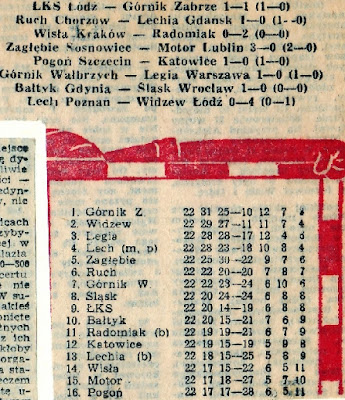 ŁKS Łódź — Górnik Zabrze 1—1 (1—0)
Ruch Chorzów — Lechia Gdańsk 1—0 (1—0)
Wisła Kraków — Radomiak 0—2 (0—0)
Zagłębie Sosnowiec — Motor Lublin 3—0 (2—0)
Pogoń Szczecin — Katowice 1—0 (1—0)
Górnik Wałbrzych — Legia Warszawa 1—0 (1—0)
Bałtyk Gdynia — Śląsk Wrocław 1—0 (0—0)
Lech Poznań — Widzew Łódź 0—4 (0—1)
1. Górnik Z. 22 31 25—10 12 7 3
2. Widzew 22 29 27—11 11 7 4
3. Legia 22 28 28—17 12 4 6
4. Lech (m, p) 22 28 23—18 10 8 4
5. Zagłębie 22 25 30—22 9 7 6
6. Ruch 22 22 20—20 7 8 7
7. Górnik W. 22 22 23—24 6 10 6
8. Śląsk 22 20 24—24 6 8 8
9. ŁKS 22 20 14—19 6 8 8
10. Bałtyk 22 20 15—21 7 6 9
11. Radomiak (b) 22 19 19—21 6 7 9
12. Katowice 22 19 15—19 5 9 8
13. Lechia (b) 22 18 15—25 5 8 9
14. Wisła 22 17 15—22 6 5 11
15. Motor 22 17 18—27 5 7 10
16. Pogoń 22 17 17—28 6 5 11